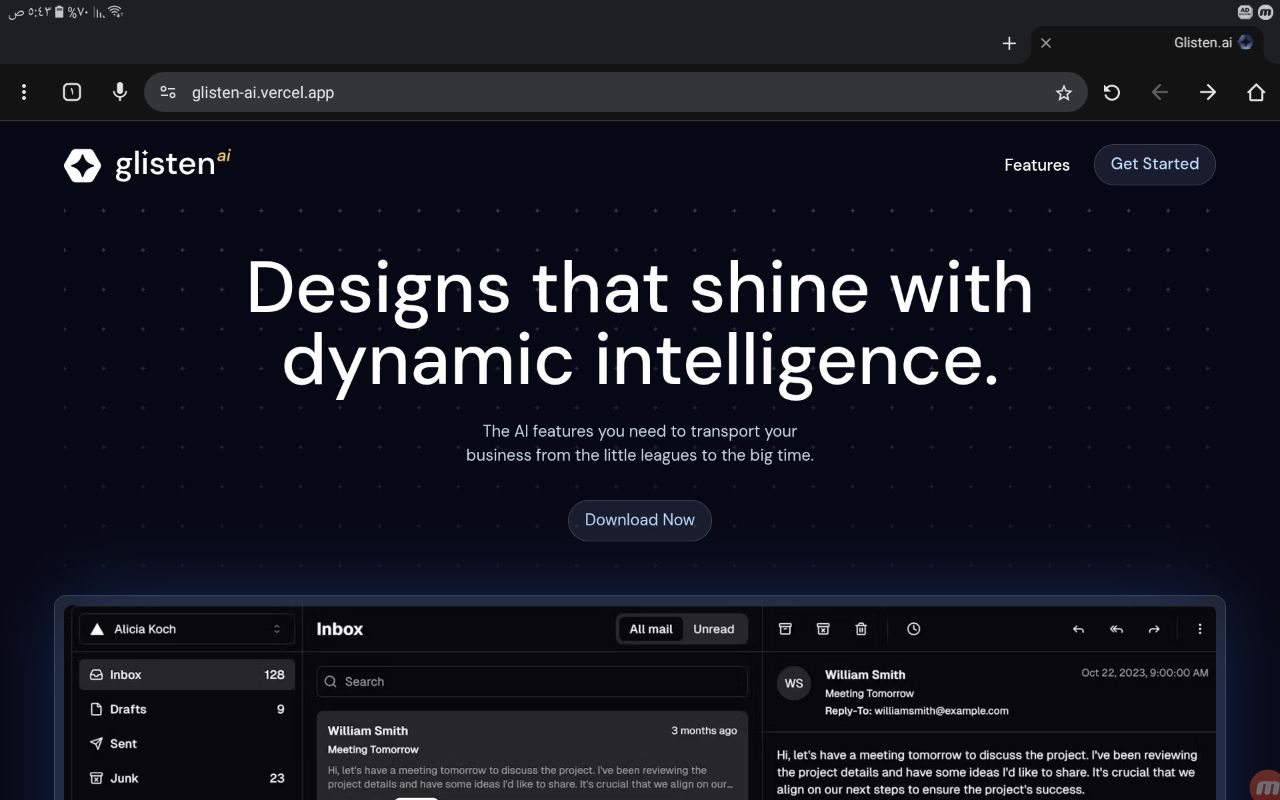 ٥:٤٣ ص
%٧٠
AD
Glisten.ai
١
glisten-ai.vercel.app
glisten ai
Features
Get Started
Designs that shine with
dynamic intelligence.
The AI features you need to transport your
business from the little leagues to the big time.
Download Now
Alicia Koch
Inbox 128
Drafts 9
Sent
Junk 23
Inbox
All mail
Unread
Search
William Smith 3 months ago
Meeting Tomorrow
Hi, let's have a meeting tomorrow to discuss the project. I've been reviewing the
project details and have some ideas I'd like to share. It's crucial that we align on our...
WS
William Smith Oct 22, 2023, 9:00:00 AM
Meeting Tomorrow
Reply-To: williamsmith@example.com
Hi, let's have a meeting tomorrow to discuss the project. I've been reviewing
the project details and have some ideas I'd like to share. It's crucial that we
align on our next steps to ensure the project's success.